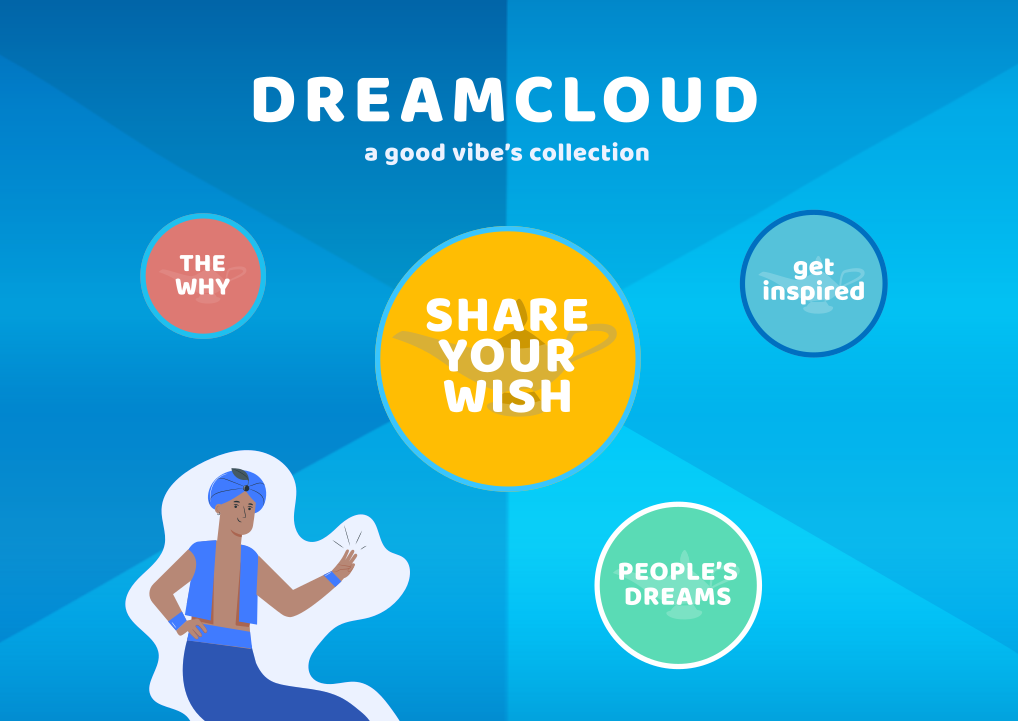 DREAMCLOUD
a good vibe's collection
THE
WHY
SHARE
YOUR
WISH
get
inspired
PEOPLE'S
DREAMS